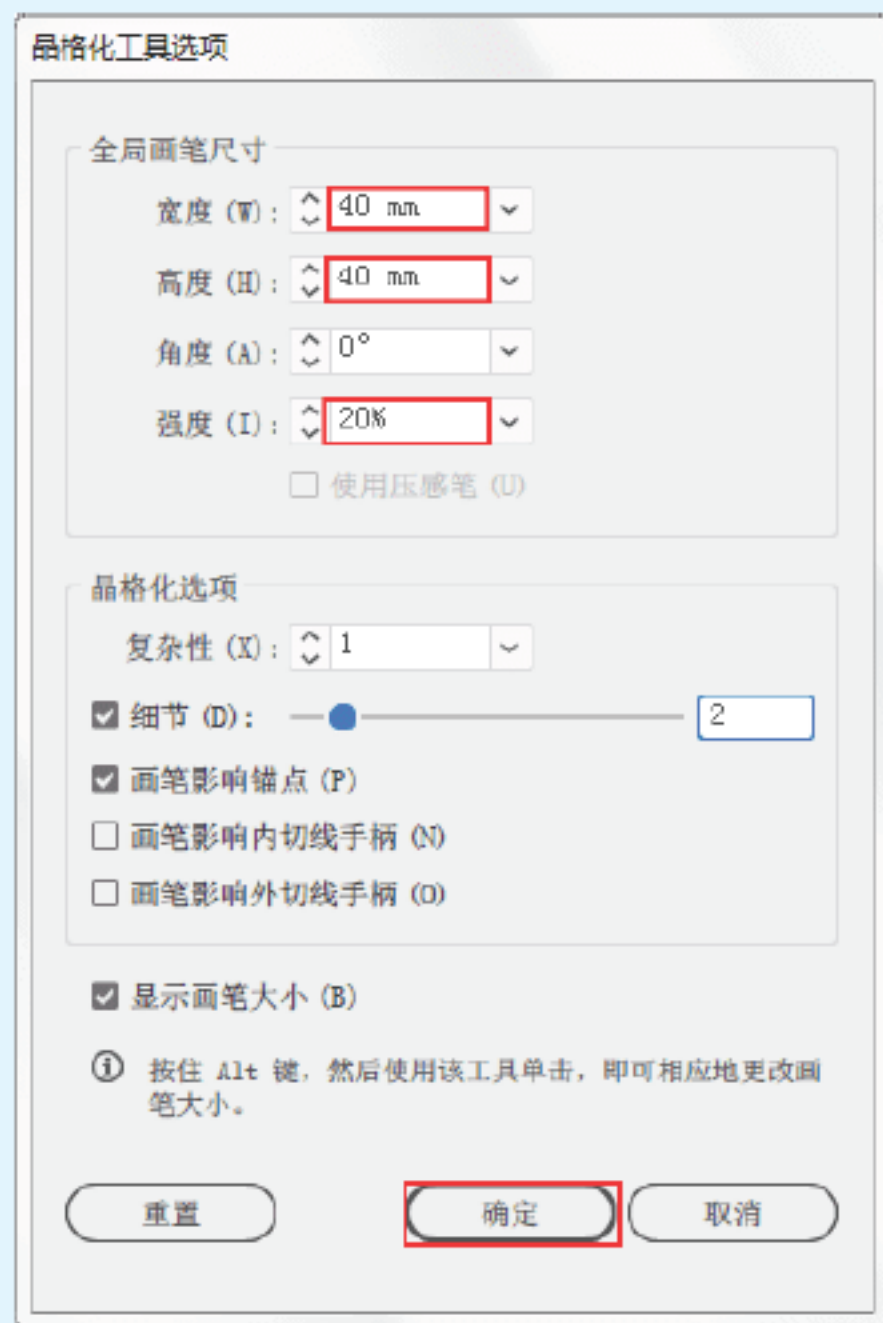 晶格化工具选项
全局画笔尺寸
宽度 (W): 40 mm
高度 (H): 40 mm
角度 (A): 0°
强度 (I): 20%
使用压感笔 (U)
晶格化选项
复杂性 (X): 1
细节 (D): 2
画笔影响锚点 (P)
画笔影响内切线手柄 (N)
画笔影响外切线手柄 (O)
显示画笔大小 (B)
按住 Alt 键, 然后使用该工具单击, 即可相应地更改画
笔大小。
重置 确定 取消